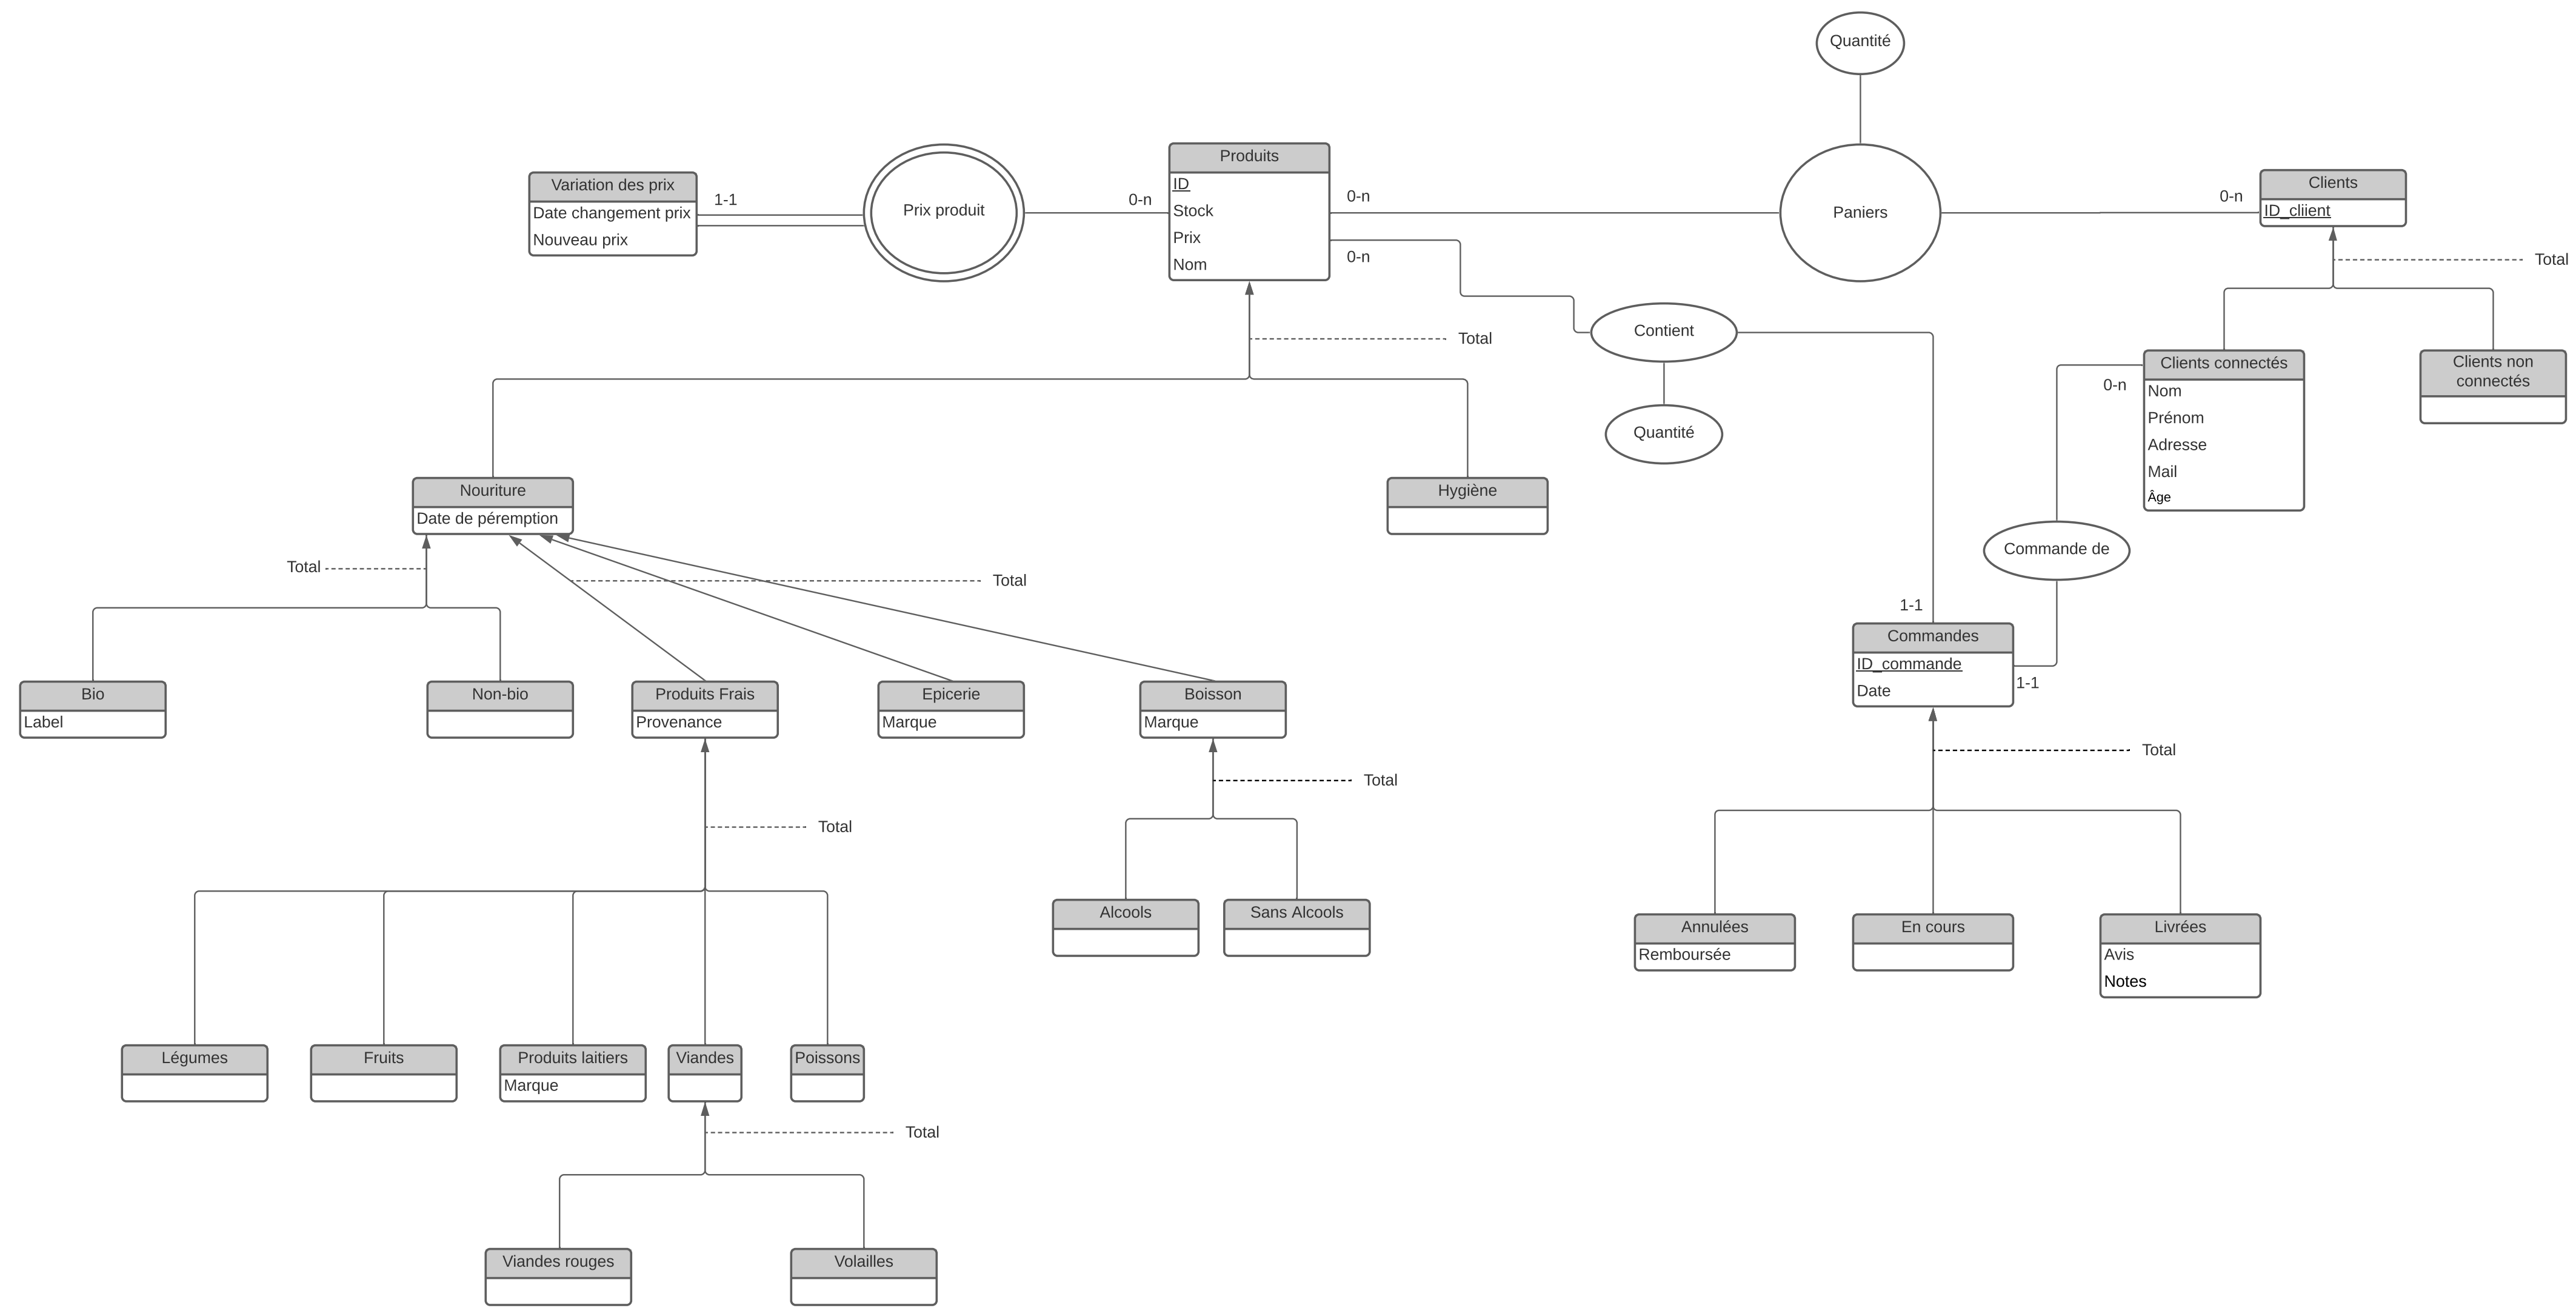 Quantité
Variation des prix
Date changement prix
Nouveau prix
1-1
Prix produit
0-n
Produits
ID
Stock
Prix
Nom
0-n
0-n
Paniers
0-n
Clients
ID_cliient
Total
Total
Contient
Quantité
Clients connectés
Nom
Prénom
Adresse
Mail
Âge
0-n
Clients non
connectés
Nouriture
Date de péremption
Hygiène
Commande de
Total
Total
1-1
Commandes
ID_commande
Date
1-1
Bio
Label
Non-bio
Produits Frais
Provenance
Epicerie
Marque
Boisson
Marque
Total
Total
Total
Alcools
Sans Alcools
Annulées
Remboursée
En cours
Livrées
Avis
Notes
Légumes
Fruits
Produits laitiers
Marque
Viandes
Poissons
Total
Viandes rouges
Volailles